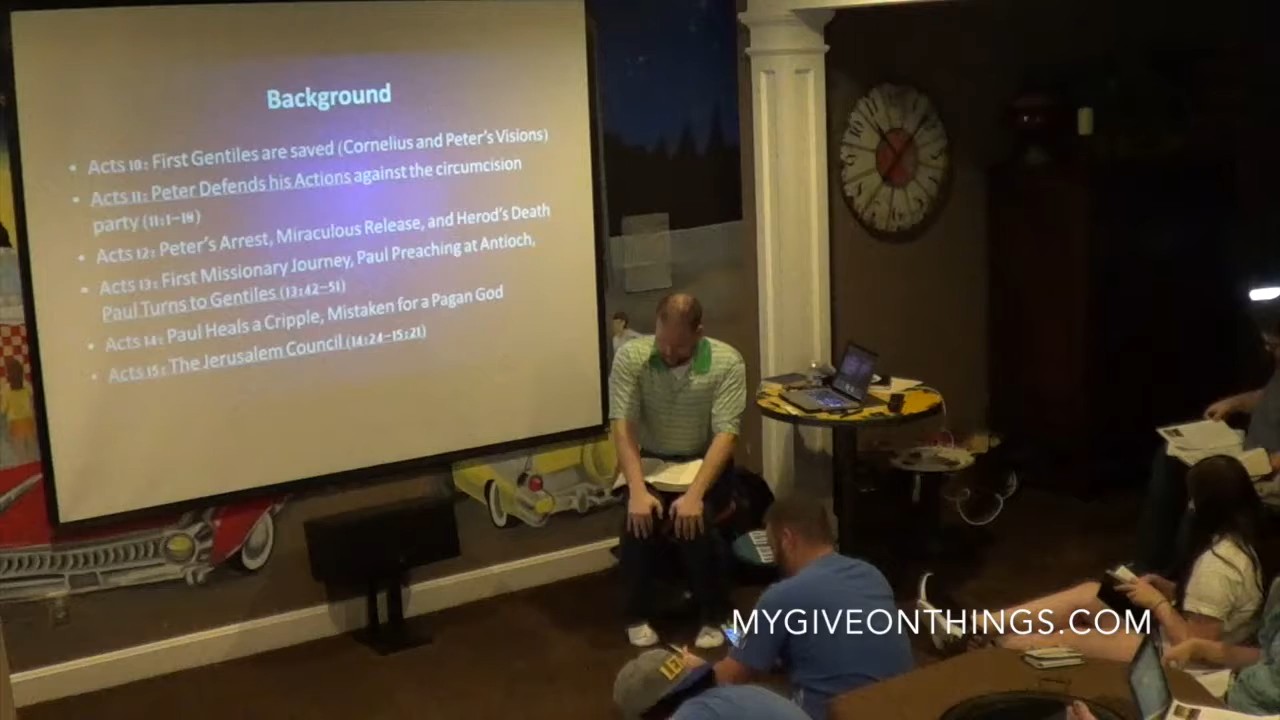 Background
• Acts 10: First Gentiles are saved (Cornelius and Peter's Visions)
• Acts 11: Peter Defends his Actions against the circumcision
party (11:1–18)
• Acts 12: Peter's Arrest, Miraculous Release, and Herod's Death
• Acts 13: First Missionary Journey, Paul Preaching at Antioch,
Paul Turns to Gentiles (13:42–51)
• Acts 14: Paul Heals a Cripple, Mistaken for a Pagan God
• Acts 15: The Jerusalem Council (14:24–15:21)
MYGIVEONTHINGS.COM